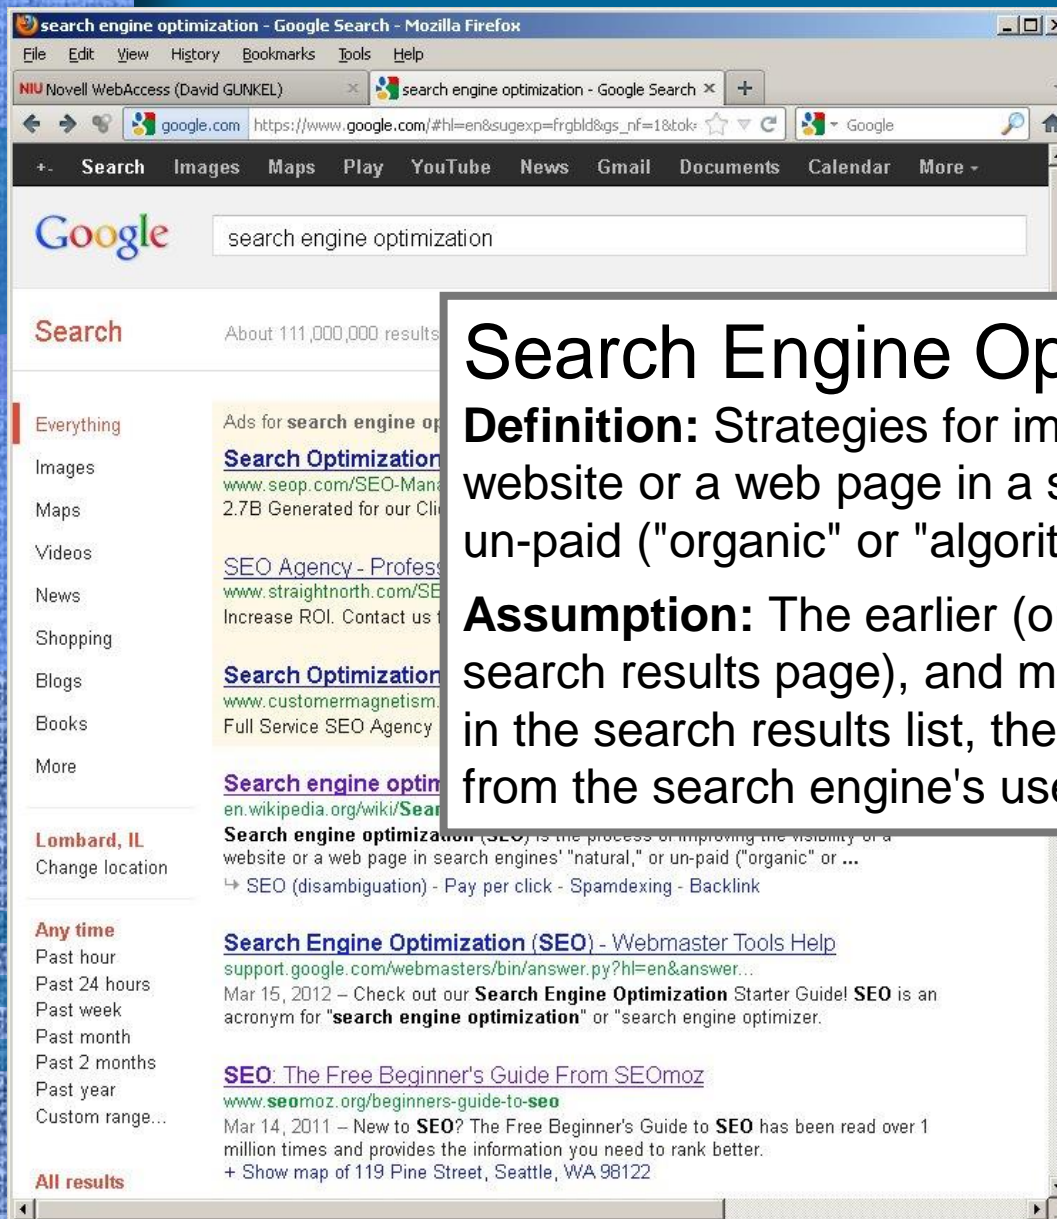 search engine optimization - Google Search - Mozilla Firefox
File Edit View History Bookmarks Tools Help
NIU Novell WebAccess (David GUNKEL) search engine optimization - Google Search
google.com https://www.google.com/#hl=en&sugexp=frgbld&gs_nf=1&tok Google
+- Search Images Maps Play YouTube News Gmail Documents Calendar More
Google search engine optimization
Search About 111,000,000 results
Search Engine Op
Definition: Strategies for im
website or a web page in a s
un-paid ("organic" or "algorit
Assumption: The earlier (o
search results page), and m
in the search results list, the
from the search engine's use
Everything
Images
Maps
Videos
News
Shopping
Blogs
Books
More
Lombard, IL
Change location
Any time
Past hour
Past 24 hours
Past week
Past month
Past 2 months
Past year
Custom range...
All results
Ads for search engine op
Search Optimization
www.seop.com/SEO-Mana
2.7B Generated for our Cli
SEO Agency - Profess
www.straightnorth.com/SE
Increase ROI. Contact us
Search Optimization
www.customermagnetism.
Full Service SEO Agency
Search engine optim
en.wikipedia.org/wiki/Sear
Search engine optimization (SEO) is the process of improving the visibility of a
website or a web page in search engines' "natural," or un-paid ("organic" or ...
SEO (disambiguation) - Pay per click - Spamdexing - Backlink
Search Engine Optimization (SEO) - Webmaster Tools Help
support.google.com/webmasters/bin/answer.py?hl=en&answer...
Mar 15, 2012 – Check out our Search Engine Optimization Starter Guide! SEO is an
acronym for "search engine optimization" or "search engine optimizer.
SEO: The Free Beginner's Guide From SEOmoz
www.seomoz.org/beginners-guide-to-seo
Mar 14, 2011 – New to SEO? The Free Beginner's Guide to SEO has been read over 1
million times and provides the information you need to rank better.
+ Show map of 119 Pine Street, Seattle, WA 98122